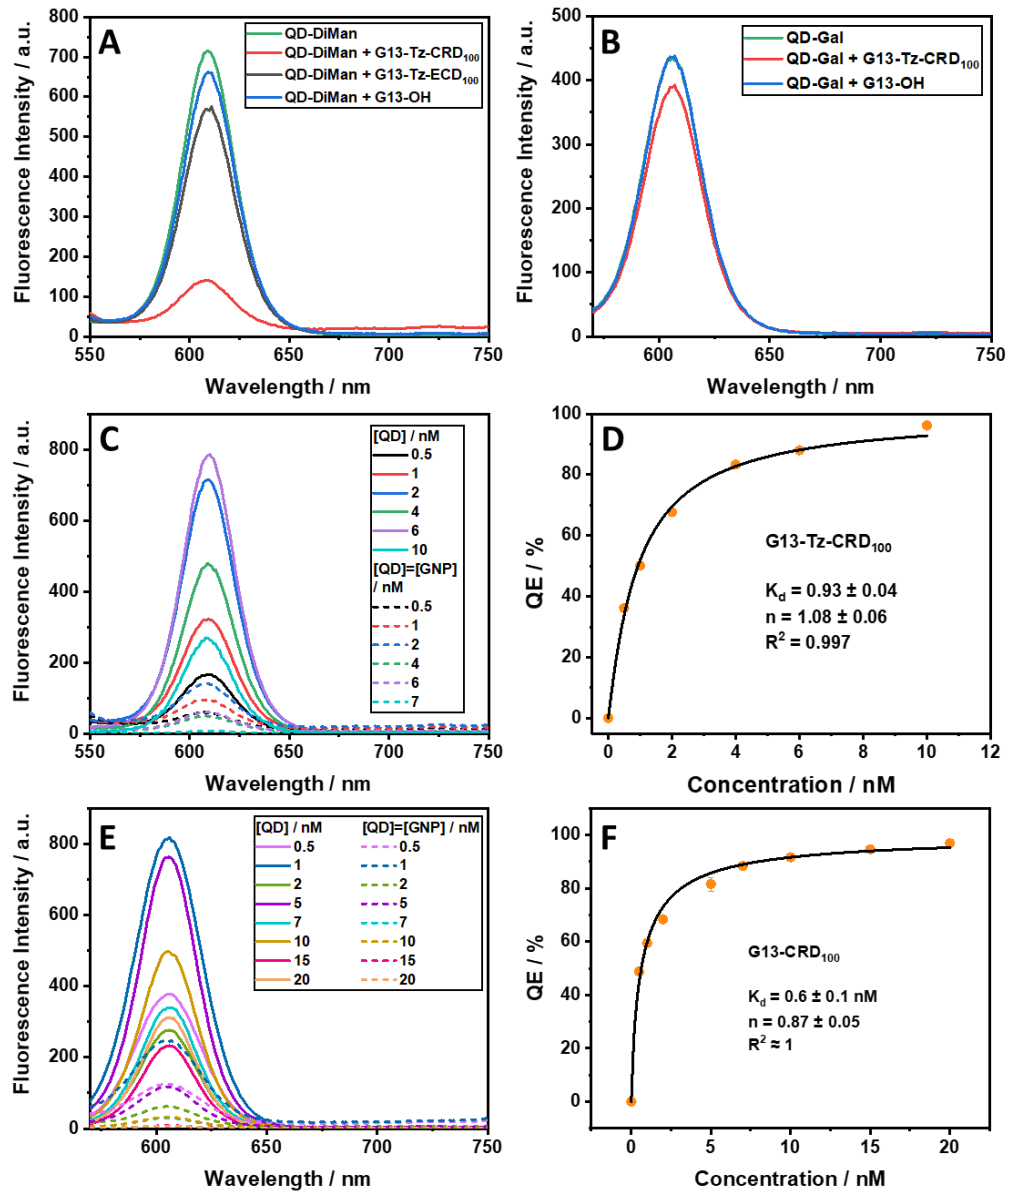 A
QD-DiMan
QD-DiMan + G13-Tz-CRD100
QD-DiMan + G13-Tz-ECD100
QD-DiMan + G13-OH
Fluorescence Intensity / a.u.
800
700
600
500
400
300
200
100
0
550 600 650 700 750
Wavelength / nm
B
QD-Gal
QD-Gal + G13-Tz-CRD100
QD-Gal + G13-OH
Fluorescence Intensity / a.u.
500
400
300
200
100
0
600 650 700 750
Wavelength / nm
C
[QD] / nM
0.5
1
2
4
6
10
[QD]=[GNP]
/ nM
0.5
1
2
4
6
7
Fluorescence Intensity / a.u.
800
600
400
200
0
550 600 650 700 750
Wavelength / nm
D
QE / %
100
80
60
40
20
0
G13-Tz-CRD100
Kd = 0.93 ± 0.04
n = 1.08 ± 0.06
R2 = 0.997
0 2 4 6 8 10 12
Concentration / nM
E
[QD] / nM [QD]=[GNP] / nM
0.5 0.5
1 1
2 2
5 5
7 7
10 10
15 15
20 20
Fluorescence Intensity / a.u.
800
600
400
200
0
600 650 700 750
Wavelength / nm
F
QE / %
100
80
60
40
20
0
G13-CRD100
Kd = 0.6 ± 0.1 nM
n = 0.87 ± 0.05
R2 ≈ 1
0 5 10 15 20
Concentration / nM